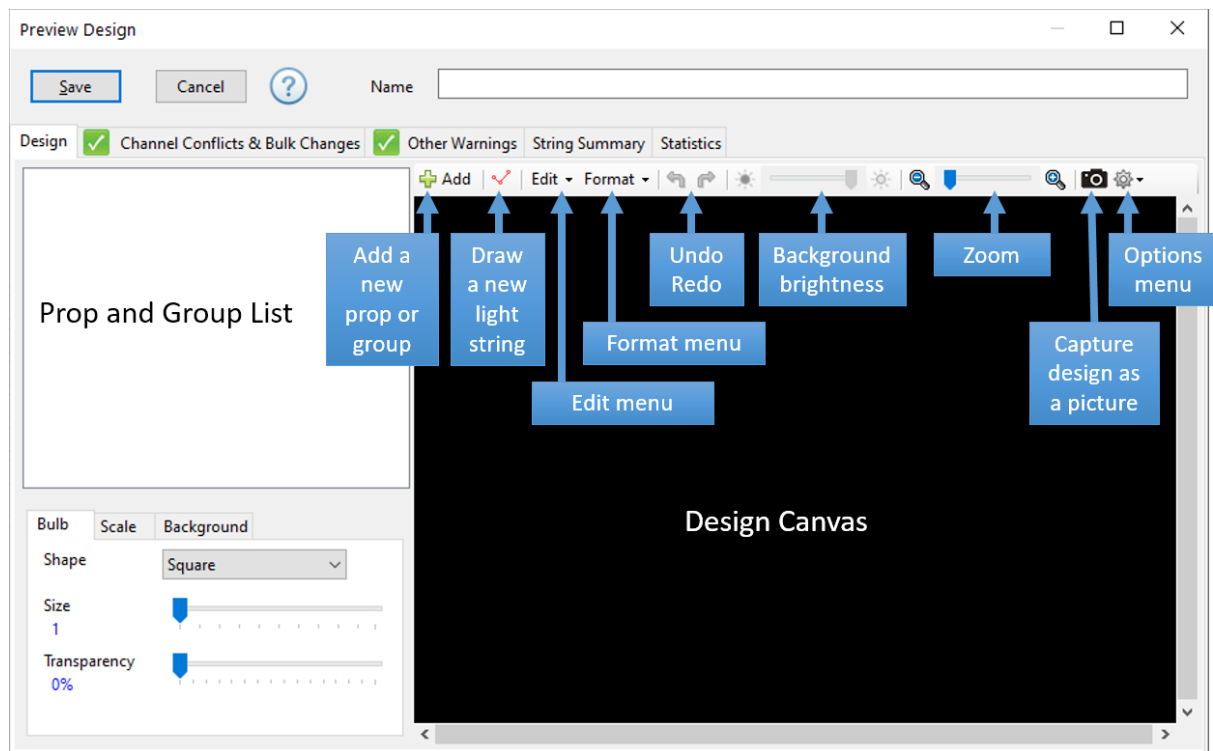 Preview Design
Save
Cancel
?
Name
Design
Channel Conflicts & Bulk Changes
Other Warnings
String Summary
Statistics
Add
Edit
Format
Add a
new
prop or
group
Draw
a new
light
string
Undo
Redo
Background
brightness
Zoom
Options
menu
Prop and Group List
Format menu
Capture
design as
a picture
Edit menu
Design Canvas
Bulb
Scale
Background
Shape
Square
Size
1
Transparency
0%